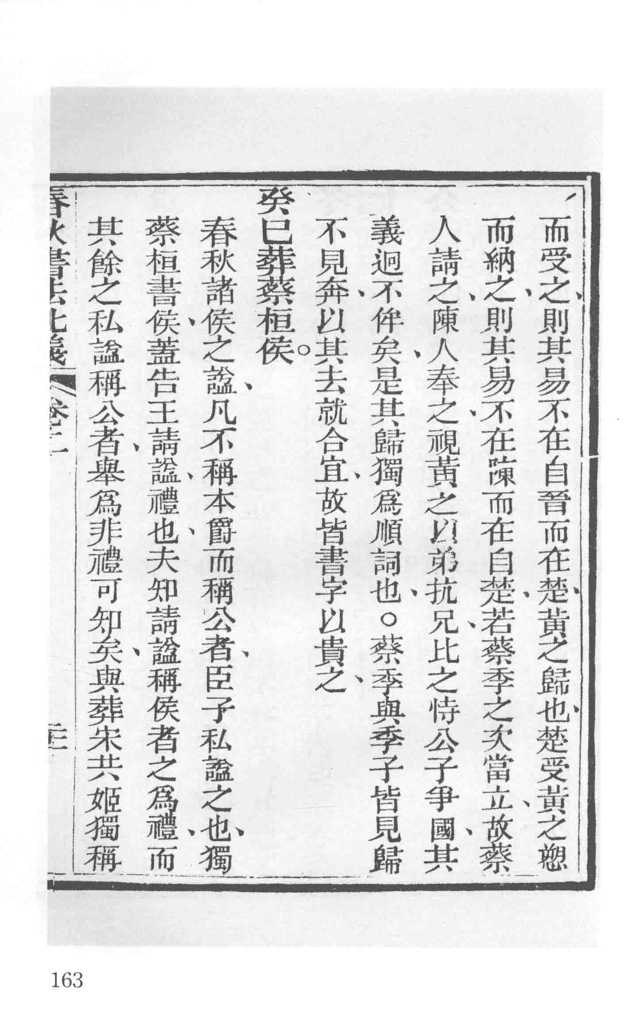 而受之、則其易不在自晉而在楚、黃之歸也、楚受黃之愬
而納之、則其易不在陳而在自楚、若蔡季之次當立、故蔡
人請之、陳人奉之、視黃之以弟抗兄、比之恃公子爭國、其
義迥不侔矣、是其歸獨爲順詞也、○蔡季與季子皆見歸
不見奔、以其去就合宜、故皆書字以貴之、
癸巳葬蔡桓侯。
春秋諸侯之諡、凡不稱本爵而稱公者、臣子私諡之也、獨
蔡桓書侯、蓋告王請諡、禮也、夫知請諡稱侯者之爲禮、而
其餘之私諡稱公者、舉爲非禮可知矣、與葬宋共姬獨稱
春秋書法比義 卷二
163